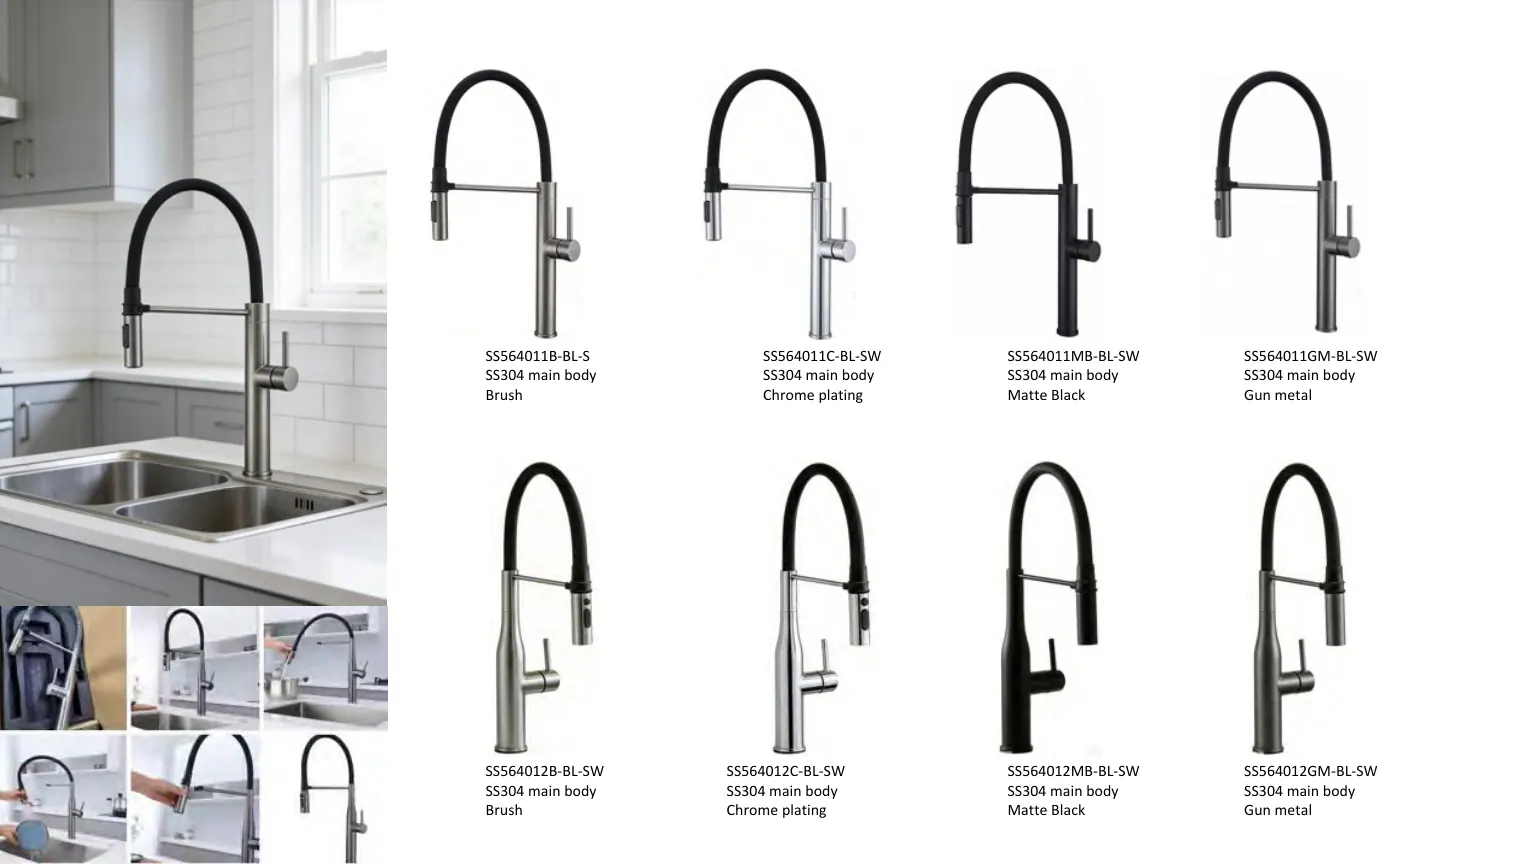 SS564011B-BL-S
SS304 main body
Brush
SS564011C-BL-SW
SS304 main body
Chrome plating
SS564011MB-BL-SW
SS304 main body
Matte Black
SS564011GM-BL-SW
SS304 main body
Gun metal
SS564012B-BL-SW
SS304 main body
Brush
SS564012C-BL-SW
SS304 main body
Chrome plating
SS564012MB-BL-SW
SS304 main body
Matte Black
SS564012GM-BL-SW
SS304 main body
Gun metal